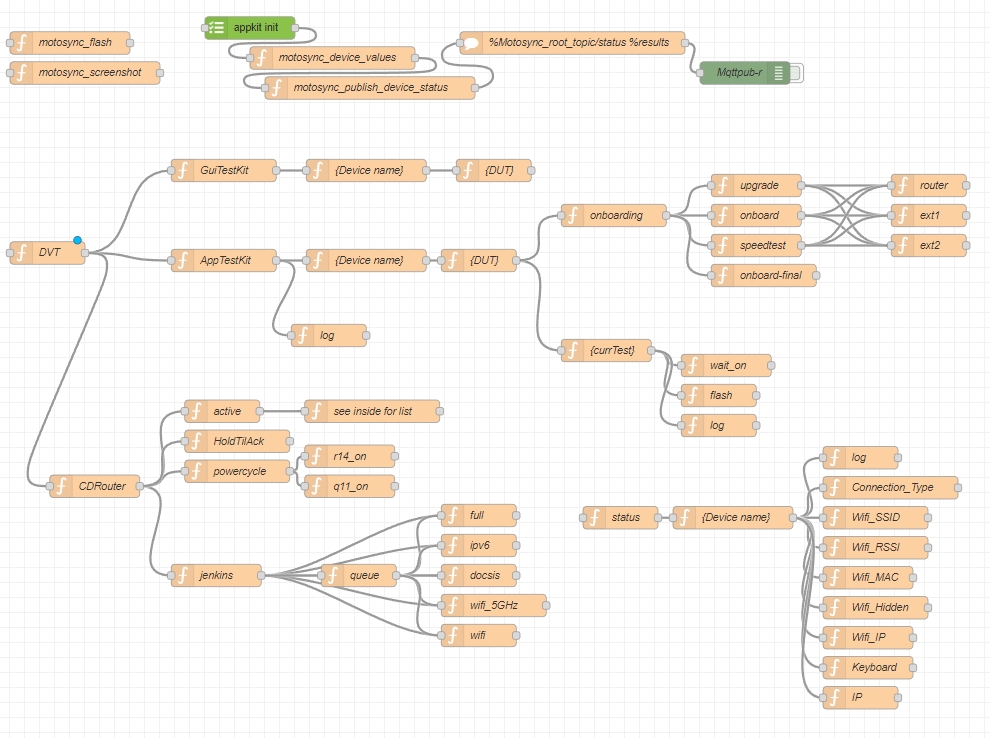 appkit init
motosync_flash
%Motosync_root_topic/status %results
motosync_device_values
motosync_screenshot
Mqttpub-r
motosync_publish_device_status
GuiTestKit
{Device name}
{DUT}
upgrade
router
onboarding
onboard
ext1
DVT
AppTestKit
{Device name}
{DUT}
speedtest
ext2
onboard-final
log
{currTest}
wait_on
flash
log
active
see inside for list
HoldTilAck
r14_on
log
powercycle
CDRouter
q11_on
Connection_Type
full
status
{Device name}
Wifi_SSID
ipv6
Wifi_RSSI
jenkins
queue
docsis
Wifi_MAC
wifi_5GHz
Wifi_Hidden
wifi
Wifi_IP
Keyboard
IP